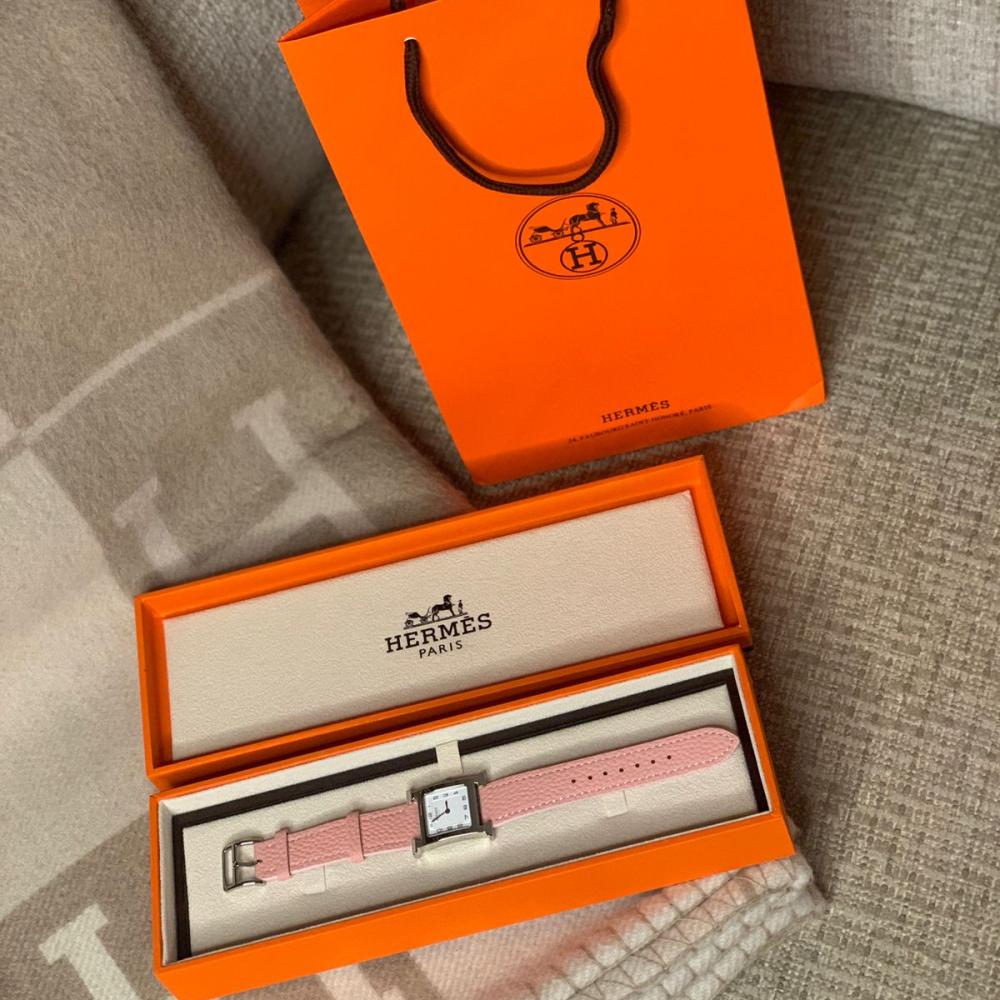 H
HERMÈS
24, FAUBOURG SAINT-HONORÉ, PARIS
HERMÈS
PARIS